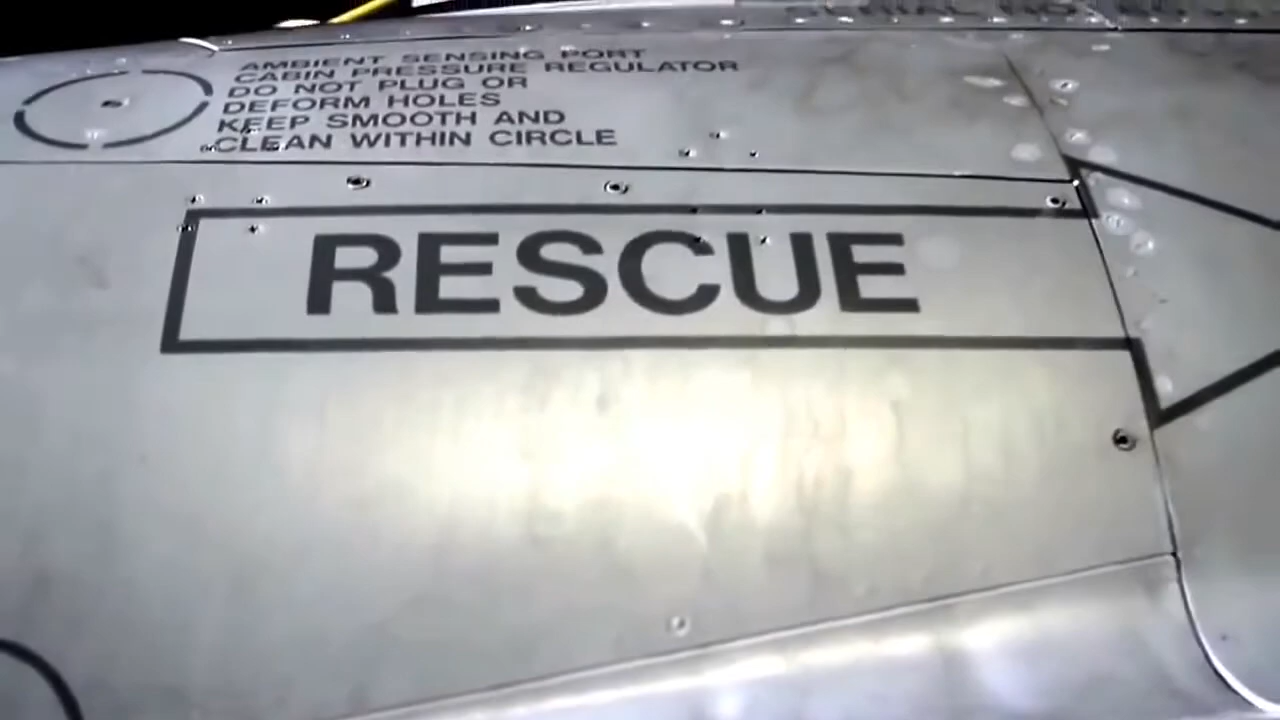 AMBIENT SENSING PORT
CABIN PRESSURE REGULATOR
DO NOT PLUG OR
DEFORM HOLES
KEEP SMOOTH AND
CLEAN WITHIN CIRCLE
RESCUE